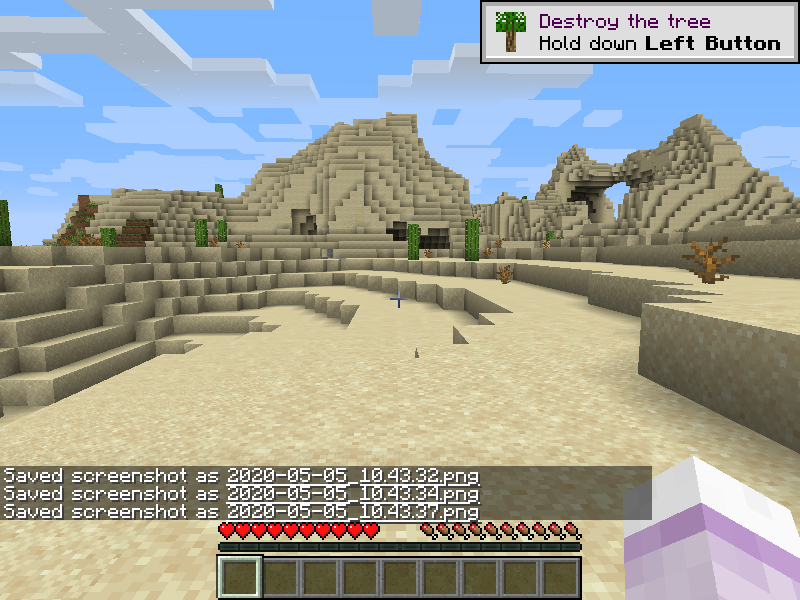 Destroy the tree
Hold down Left Button
Saved screenshot as 2020-05-05_10.43.32.png
Saved screenshot as 2020-05-05_10.43.34.png
Saved screenshot as 2020-05-05_10.43.37.png